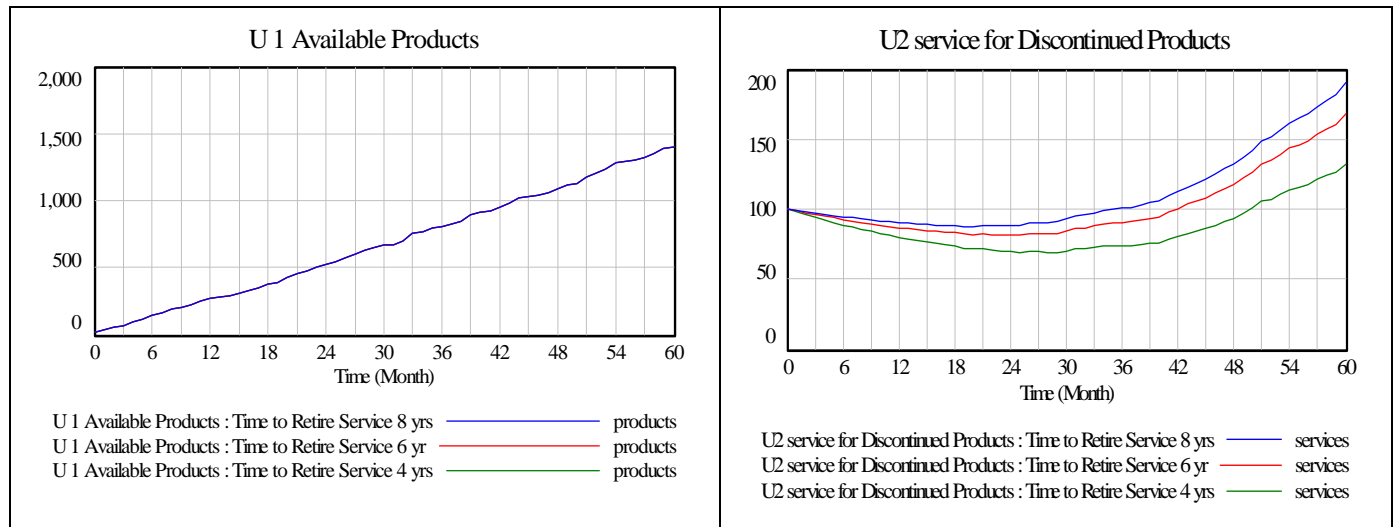 U 1 Available Products
2,000
1,500
1,000
500
0
0 6 12 18 24 30 36 42 48 54 60
Time (Month)
U 1 Available Products : Time to Retire Service 8 yrs products
U 1 Available Products : Time to Retire Service 6 yr products
U 1 Available Products : Time to Retire Service 4 yrs products
U2 service for Discontinued Products
200
150
100
50
0
0 6 12 18 24 30 36 42 48 54 60
Time (Month)
U2 service for Discontinued Products : Time to Retire Service 8 yrs services
U2 service for Discontinued Products : Time to Retire Service 6 yr services
U2 service for Discontinued Products : Time to Retire Service 4 yrs services